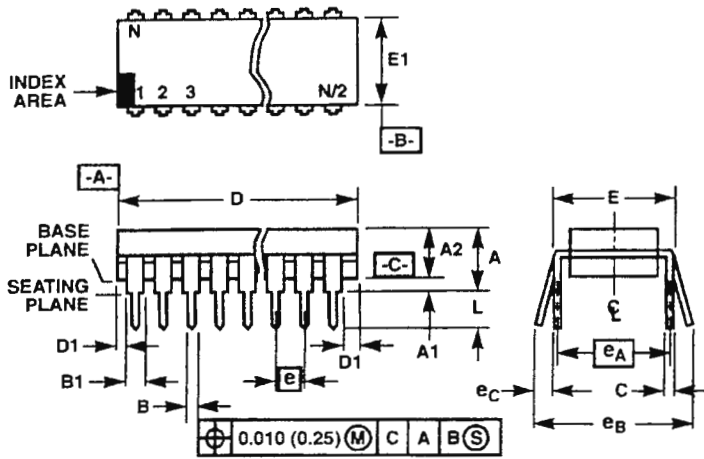 N
E1
INDEX
AREA
1 2 3 N/2
-B-
-A-
D
E
BASE
PLANE
A2
A
-C-
SEATING
PLANE
L
℄
D1
A1
D1
eA
B1
e
eC
C
B
eB
⌖ 0.010 (0.25) Ⓜ C A B Ⓢ